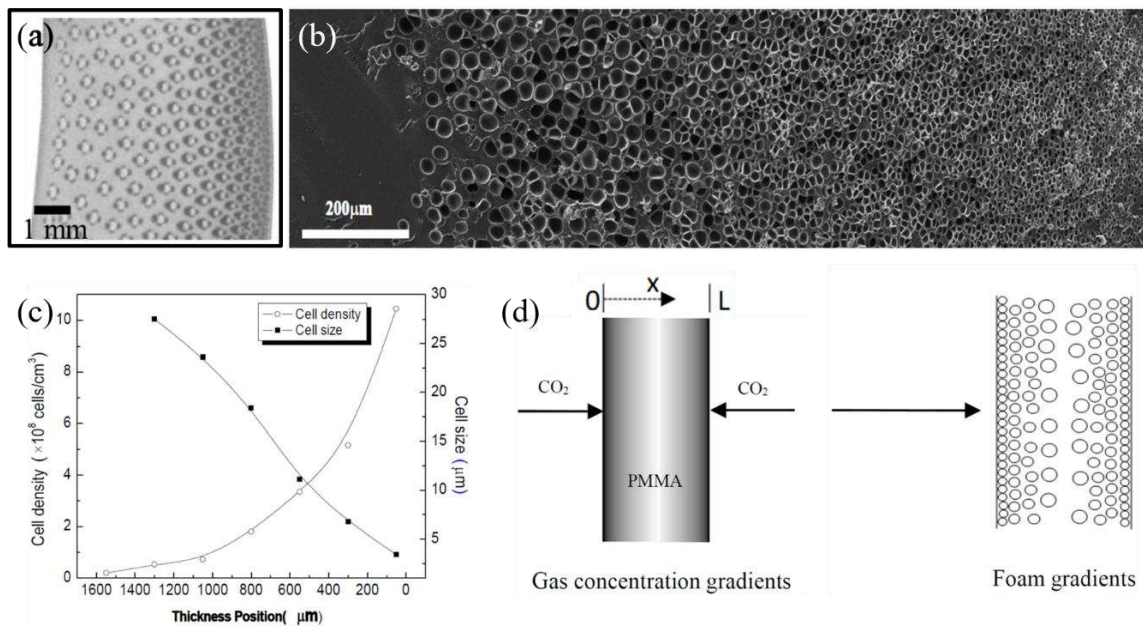 (a)
1 mm
(b)
200μm
(c)
Cell density
Cell size
10
8
6
4
2
0
Cell density (×10⁸ cells/cm³)
30
25
20
15
10
5
Cell size (μm)
1600 1400 1200 1000 800 600 400 200 0
Thickness Position( μm)
(d)
0 x L
CO₂
CO₂
PMMA
Gas concentration gradients
Foam gradients